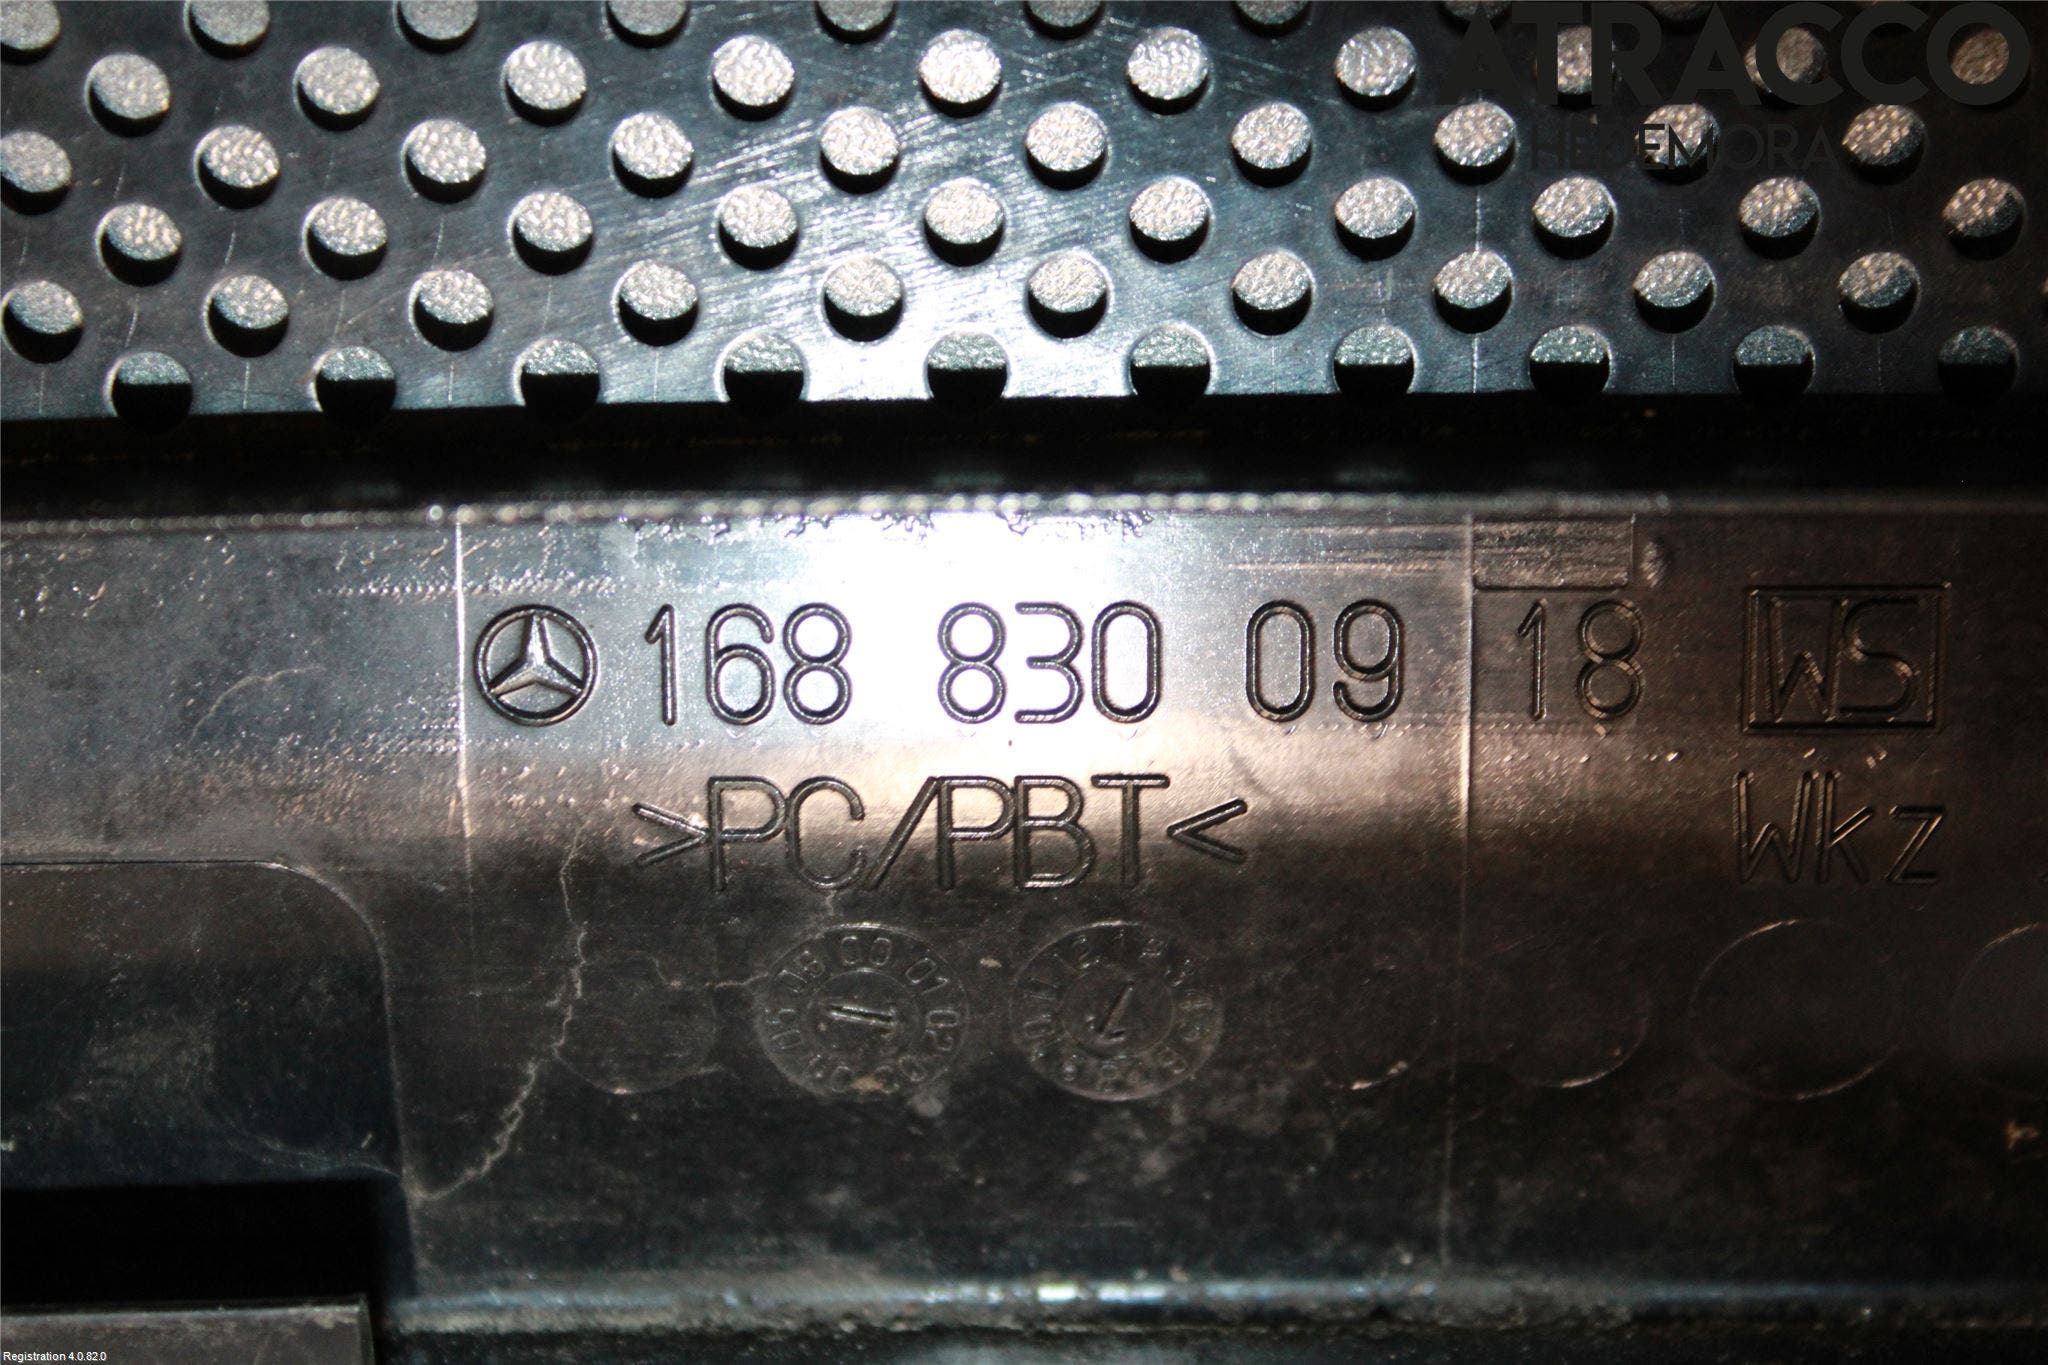 ATRACCO
HEDEMORA
168 830 09 18 WS
>PC/PBT< Wkz
Registration 4.0.82.0